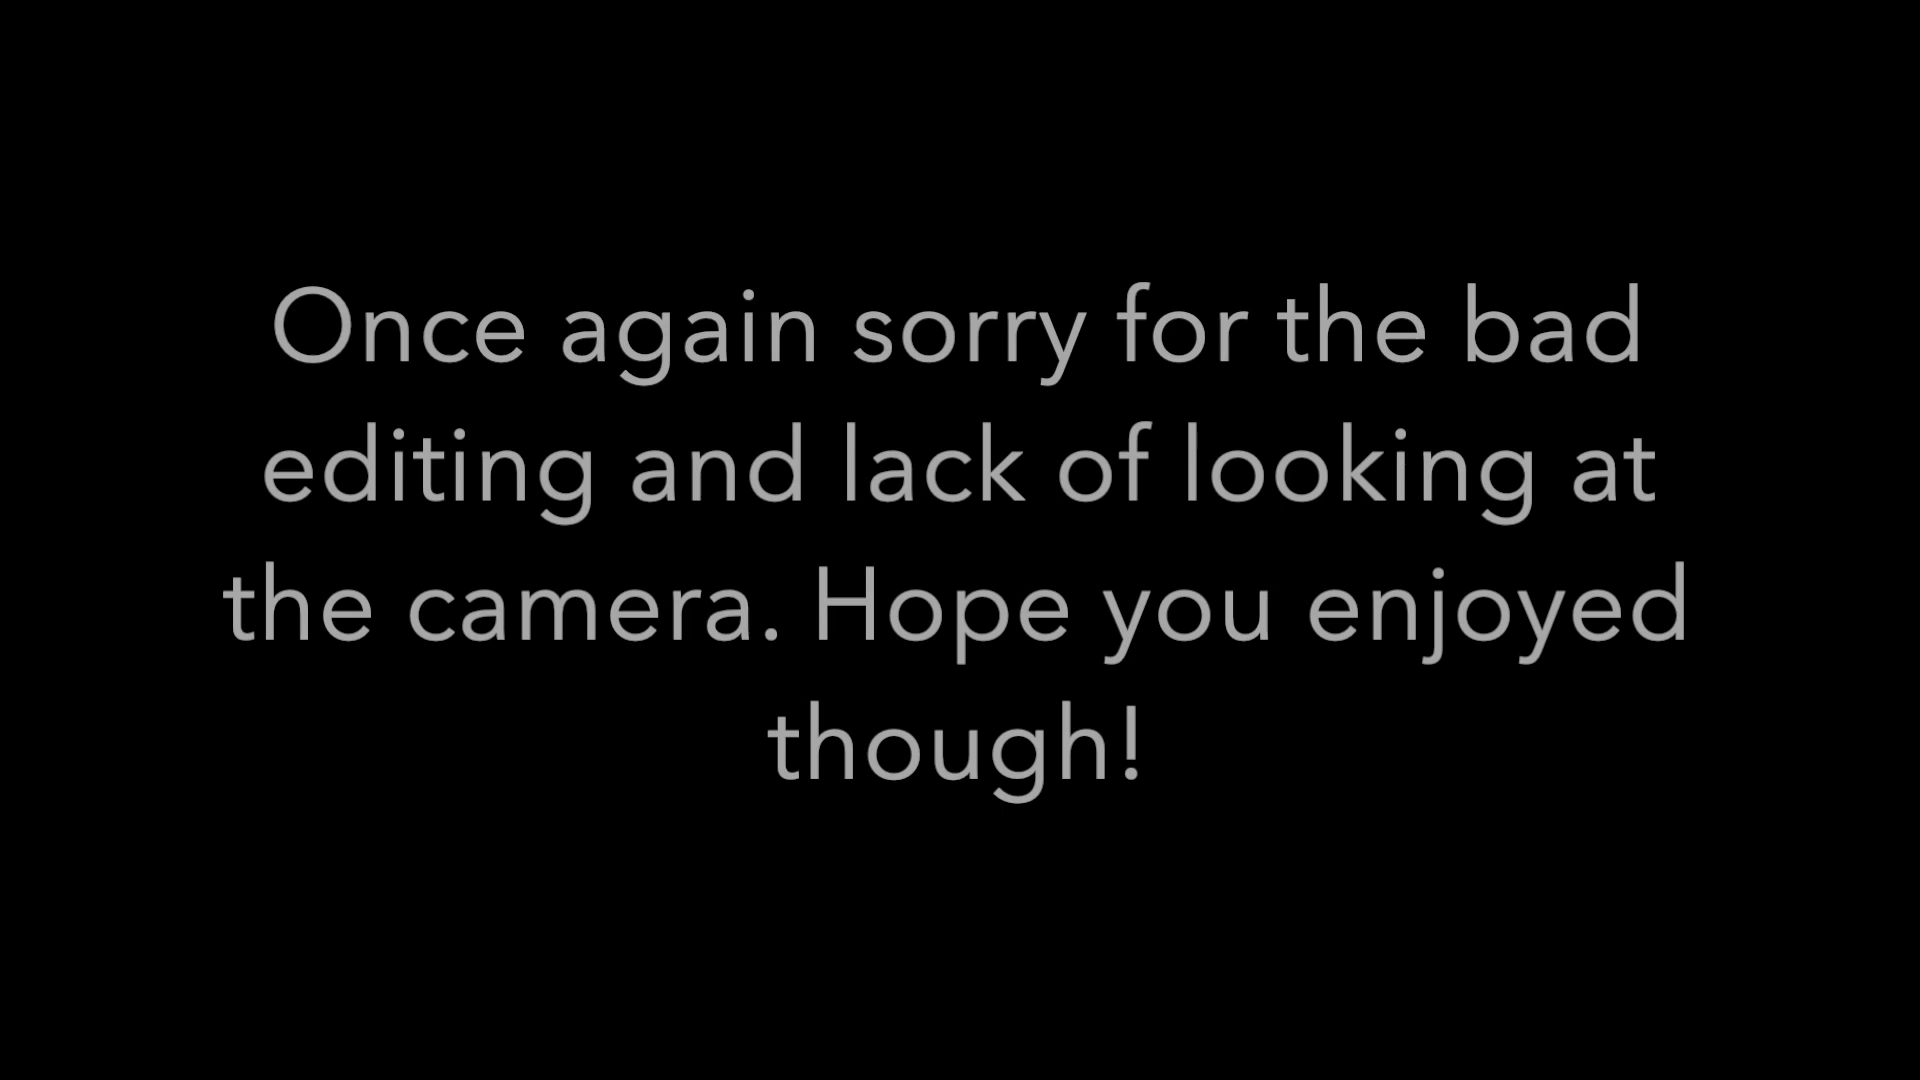 Once again sorry for the bad
editing and lack of looking at
the camera. Hope you enjoyed
though!